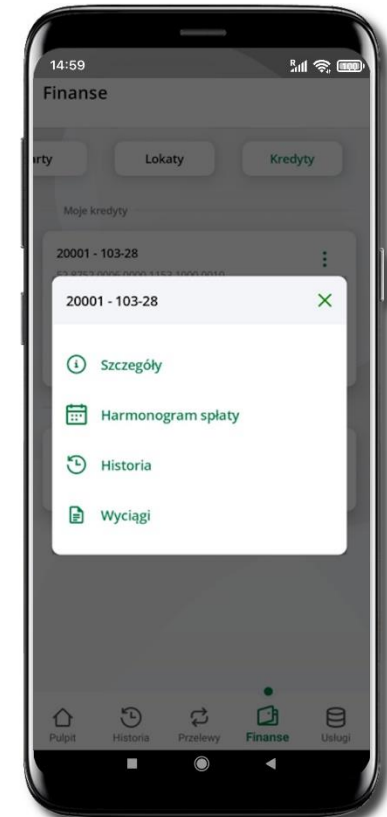 14:59
Finanse
Lokaty
Kredyty
Moje kredyty
20001 - 103-28
20001 - 103-28
Szczegóły
Harmonogram spłaty
Historia
Wyciągi
Pulpit
Historia
Przelewy
Finanse
Usługi